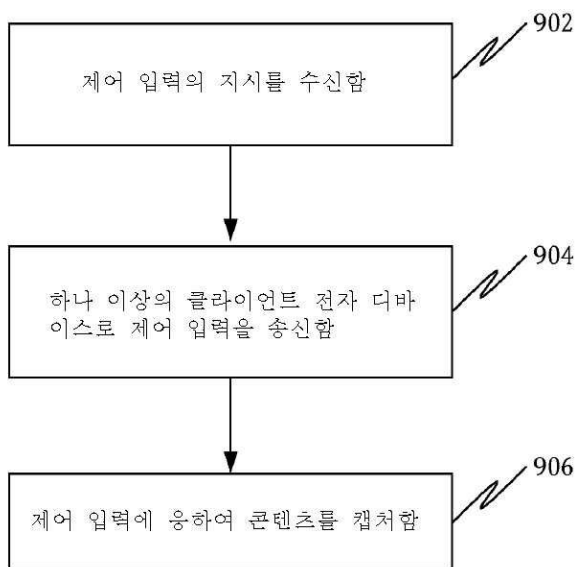 902
제어 입력의 지시를 수신함
904
하나 이상의 클라이언트 전자 디바
이스로 제어 입력을 송신함
906
제어 입력에 응하여 콘텐츠를 캡처함